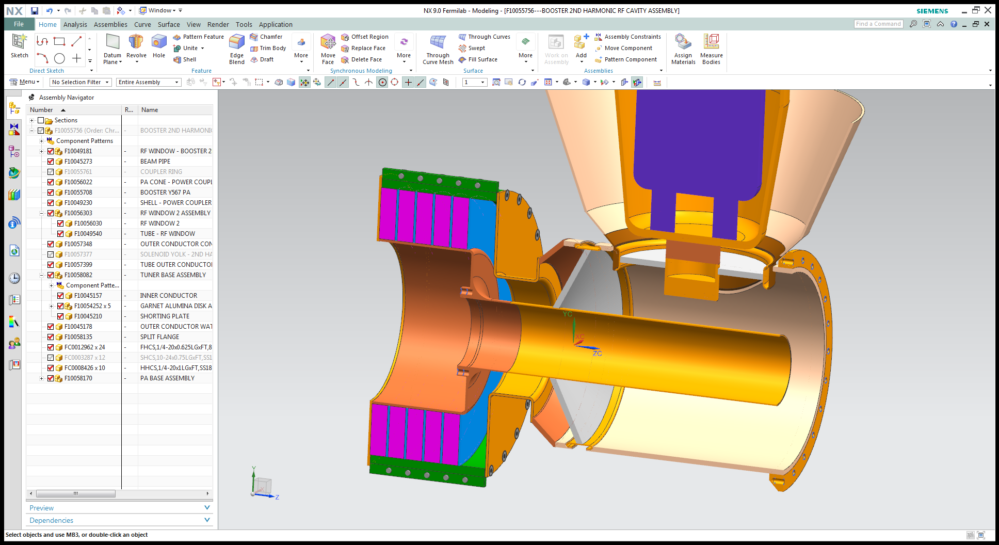 NX
Window
NX 9.0 Fermilab - Modeling - [F10055756---BOOSTER 2ND HARMONIC RF CAVITY ASSEMBLY]
SIEMENS
File Home Analysis Assemblies Curve Surface View Render Tools Application
Find a Command
Sketch
Direct Sketch
Datum Plane
Revolve
Hole
Pattern Feature
Unite
Shell
Edge Blend
Chamfer
Trim Body
Draft
More
Feature
Move Face
Offset Region
Replace Face
Delete Face
More
Synchronous Modeling
Through Curve Mesh
Through Curves
Swept
Fill Surface
More
Surface
Work on Assembly
Add
Assembly Constraints
Move Component
Pattern Component
Assemblies
Assign Materials
Measure Bodies
Menu No Selection Filter Entire Assembly 1
Assembly Navigator
Number R... Name
Sections
F10055756 (Order: Chr... - BOOSTER 2ND HARMONIC
Component Patterns
F10049181 - RF WINDOW - BOOSTER 2
F10045273 - BEAM PIPE
F10055761 - COUPLER RING
F10056022 - PA CONE - POWER COUPL
F10055708 - BOOSTER Y567 PA
F10049230 - SHELL - POWER COUPLER
F10056303 - RF WINDOW 2 ASSEMBLY
F10056030 - RF WINDOW 2
F10049540 - TUBE - RF WINDOW
F10057348 - OUTER CONDUCTOR CON
F10057377 - SOLENOID YOLK - 2ND HA
F10057399 - TUBE OUTER CONDUCTOR
F10058082 - TUNER BASE ASSEMBLY
Component Patte...
F10045157 - INNER CONDUCTOR
F10054252 x 5 - GARNET ALUMINA DISK A
F10045210 - SHORTING PLATE
F10045178 - OUTER CONDUCTOR WAT
F10058135 - SPLIT FLANGE
FC0012962 x 24 - FHCS,1/4-20x0.625LGxFT,8
FC0003287 x 12 - SHCS,10-24x0.75LGxFT,SS1
FC0008426 x 10 - HHCS,1/4-20x1LGxFT,SS18
F10058170 - PA BASE ASSEMBLY
YC
XC
ZC
Y
X
Z
Preview
Dependencies
Select objects and use MB3, or double-click an object